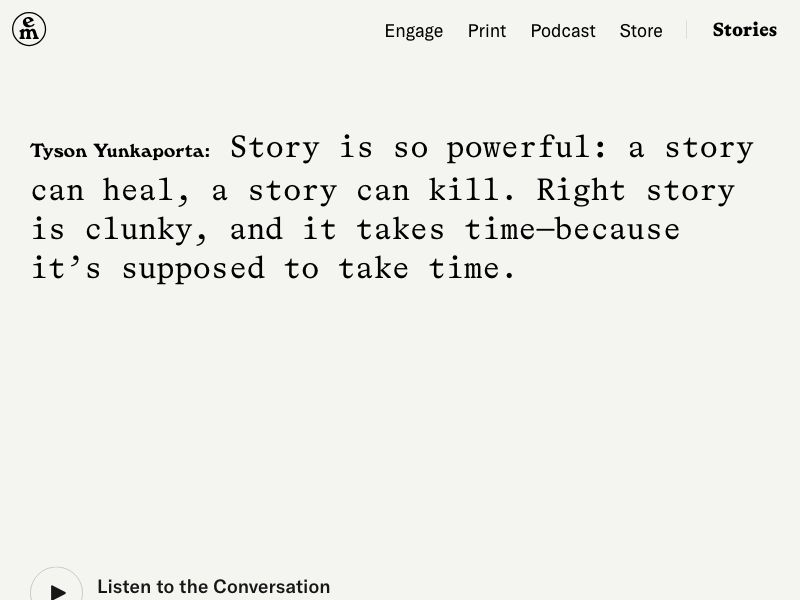 em
Engage Print Podcast Store Stories
Tyson Yunkaporta: Story is so powerful: a story
can heal, a story can kill. Right story
is clunky, and it takes time—because
it’s supposed to take time.
Listen to the Conversation